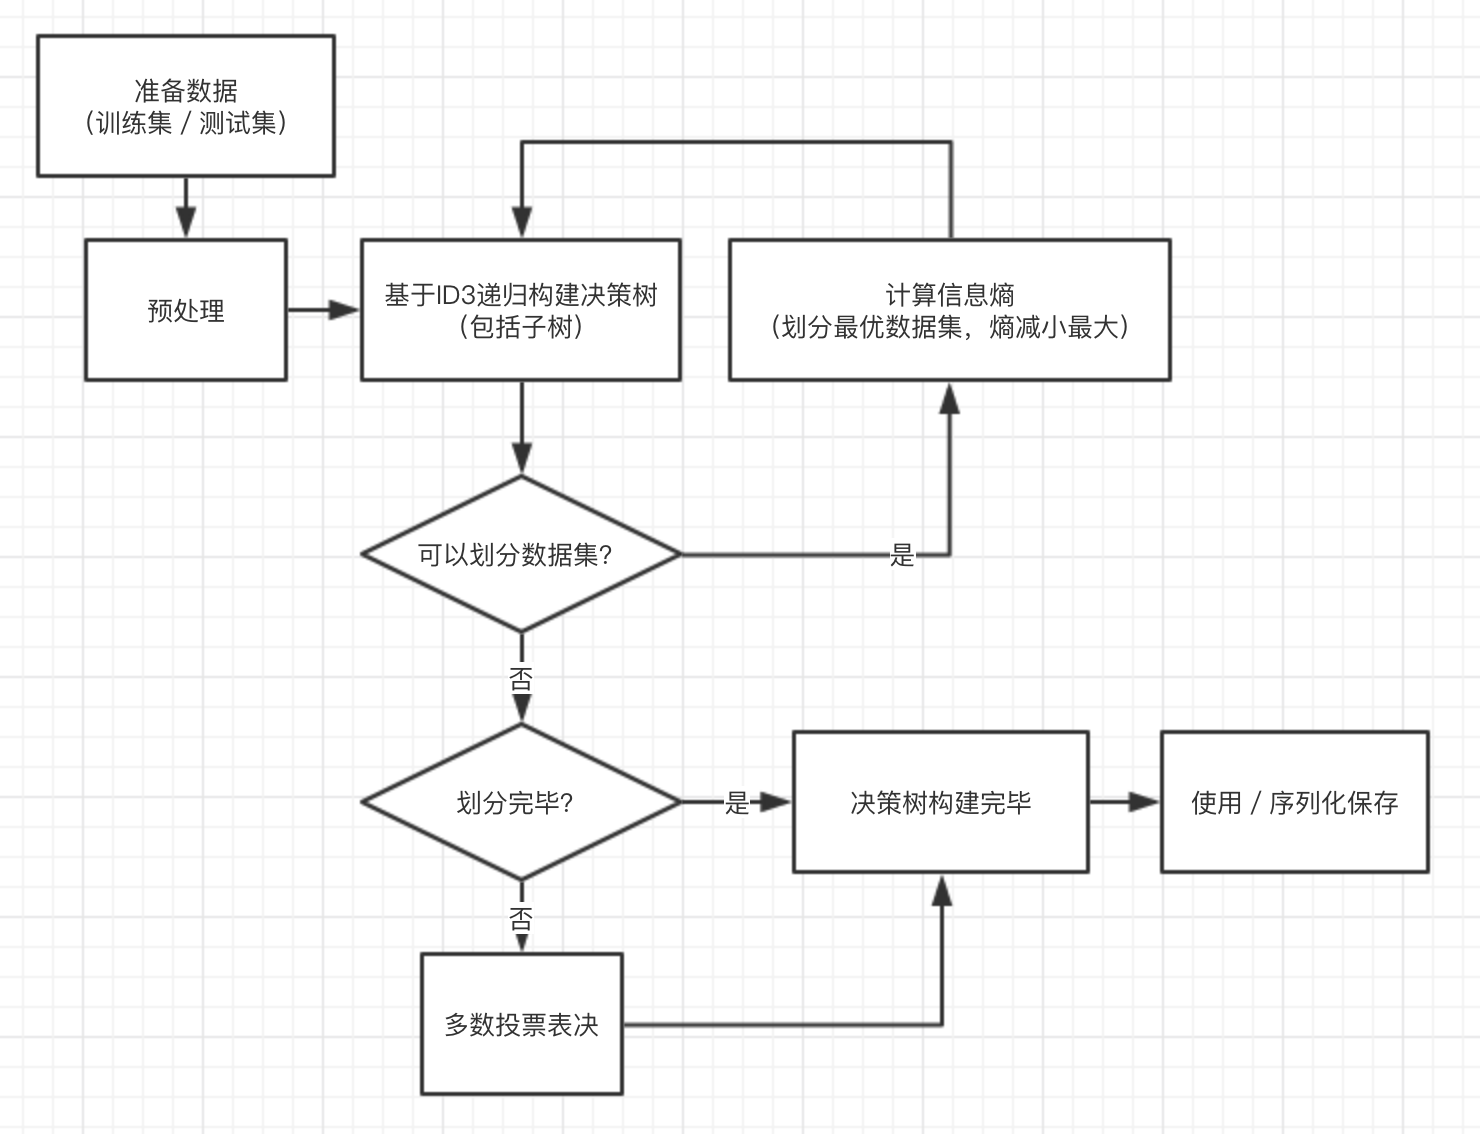 准备数据
（训练集 / 测试集）
预处理
基于ID3递归构建决策树
（包括子树）
计算信息熵
（划分最优数据集，熵减小最大）
可以划分数据集?
是
否
划分完毕?
是
决策树构建完毕
使用 / 序列化保存
否
多数投票表决